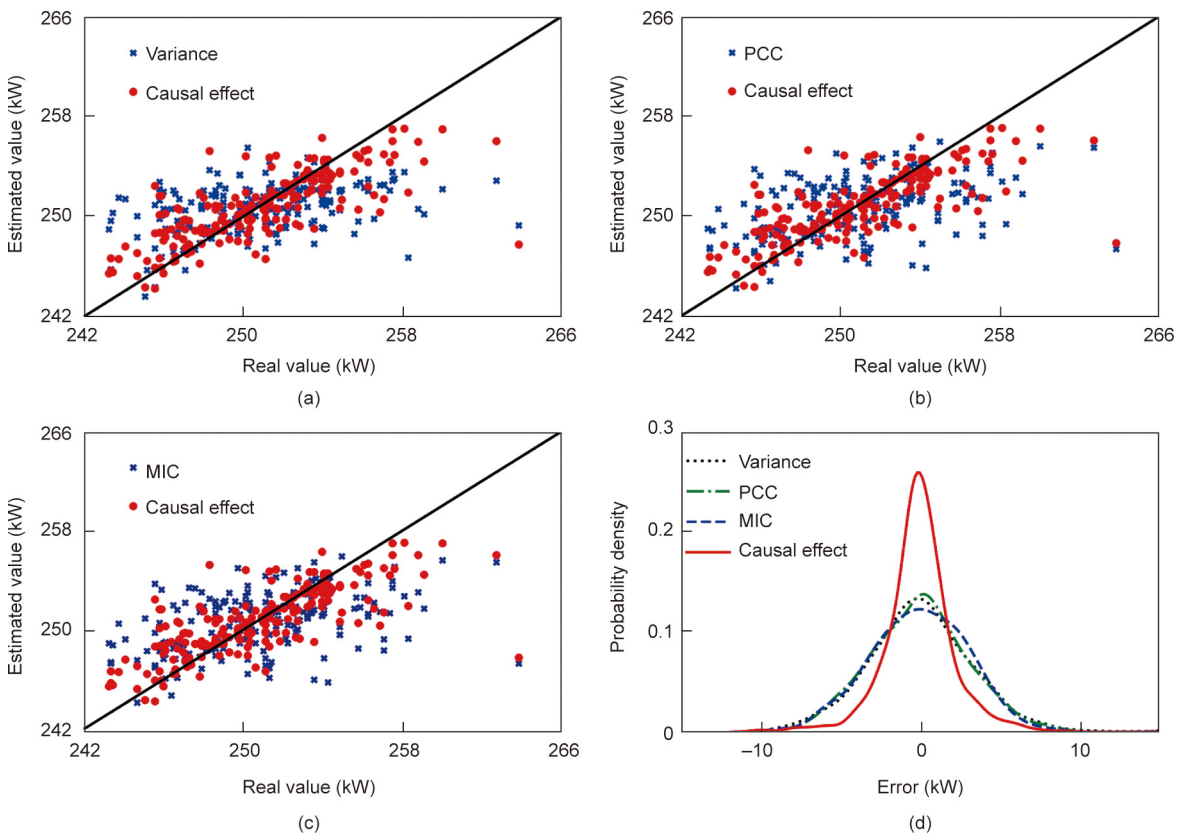 266
Variance
Causal effect
258
250
242
Estimated value (kW)
242
250
258
266
Real value (kW)
(a)
266
PCC
Causal effect
258
250
242
Estimated value (kW)
242
250
258
266
Real value (kW)
(b)
266
MIC
Causal effect
258
250
242
Estimated value (kW)
242
250
258
266
Real value (kW)
(c)
0.3
Variance
PCC
MIC
Causal effect
0.2
0.1
0
Probability density
–10
0
10
Error (kW)
(d)